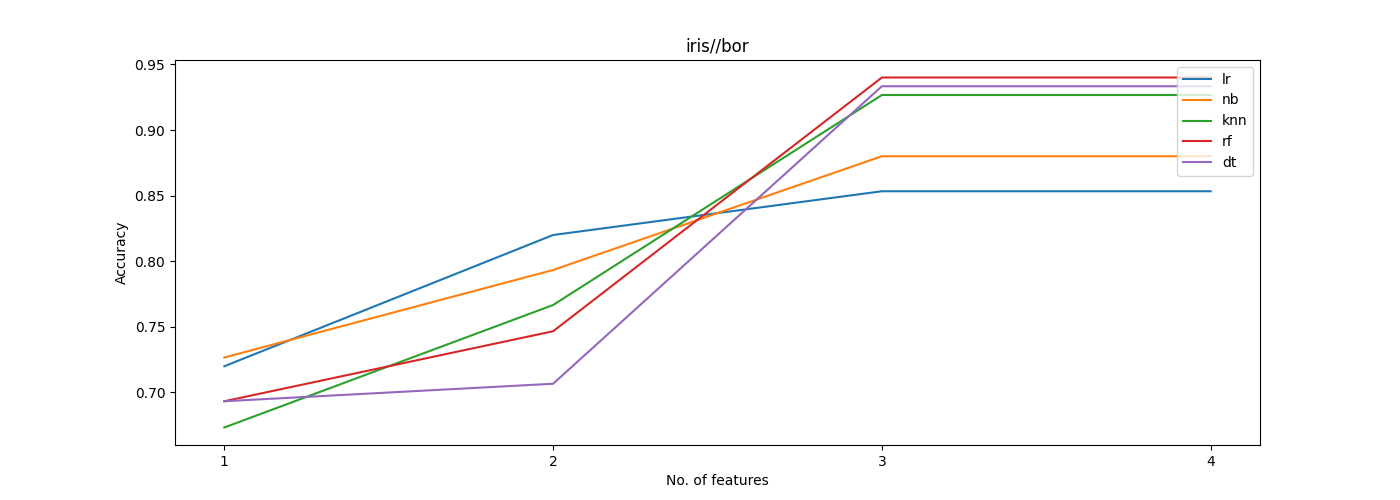 iris//bor
0.95
0.90
0.85
0.80
0.75
0.70
Accuracy
1 2 3 4
No. of features
lr
nb
knn
rf
dt